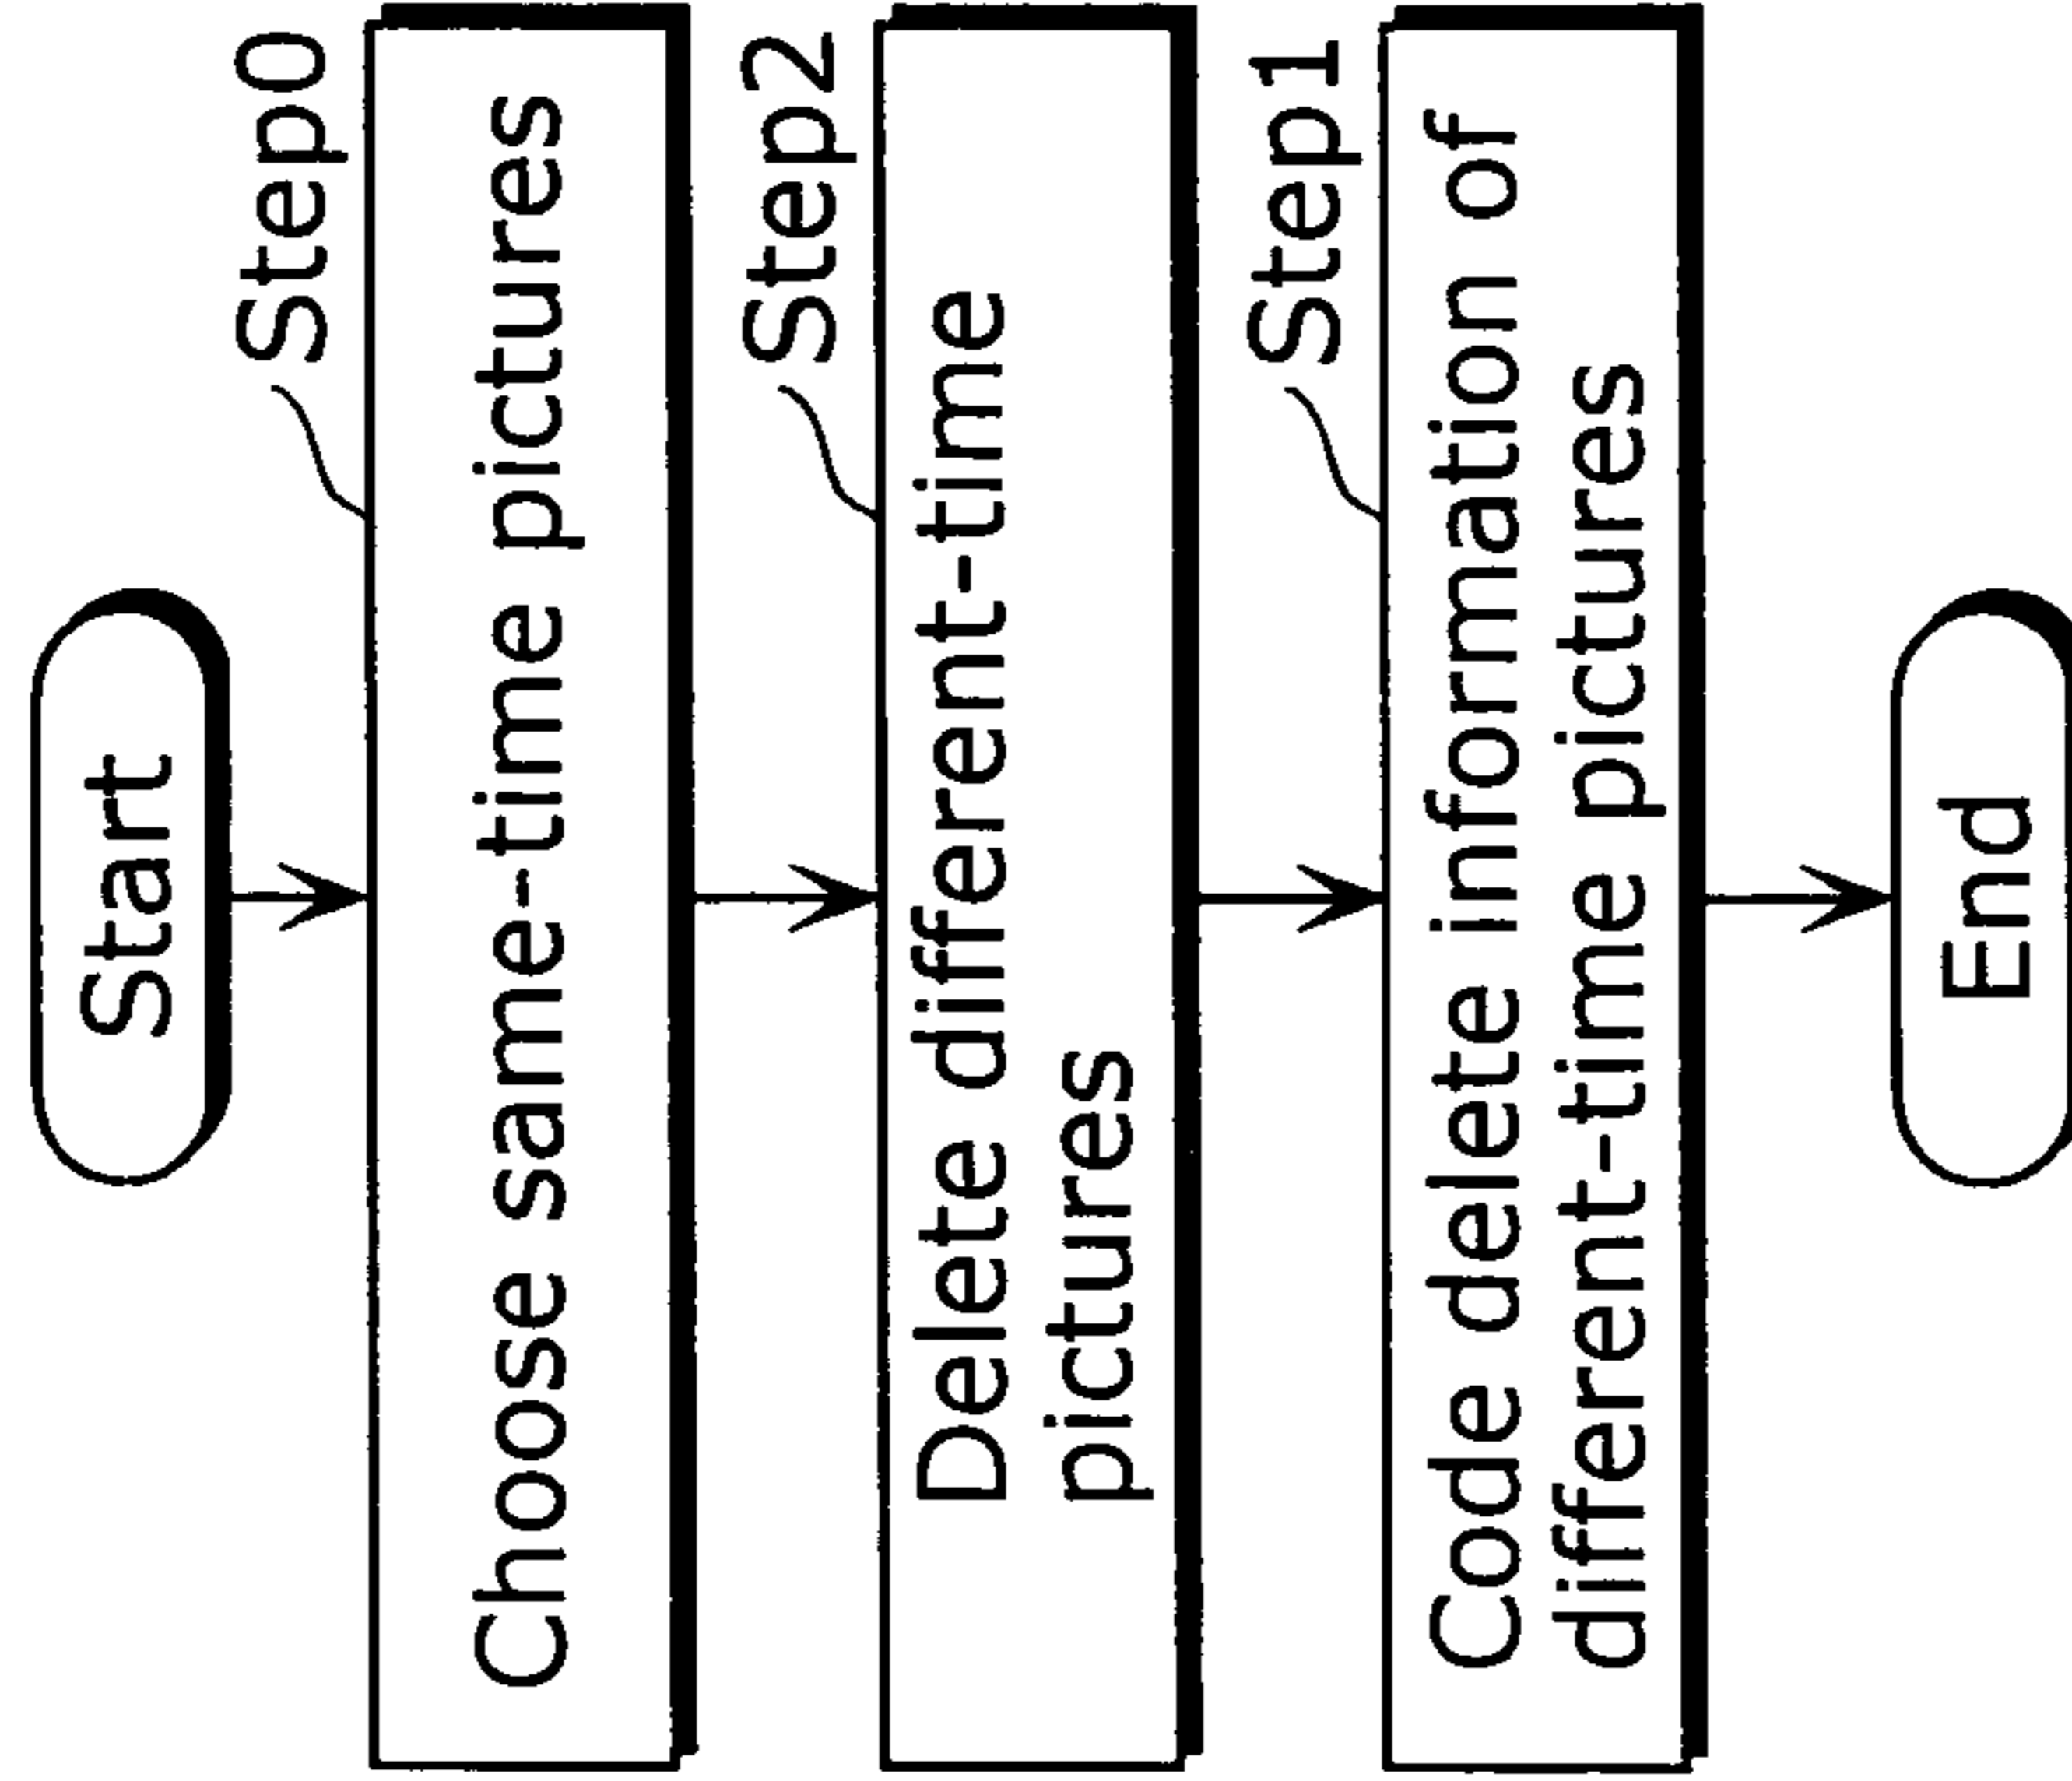 Start
Step0
Choose same-time pictures
Step2
Delete different-time
pictures
Step1
Code delete information of
different-time pictures
End